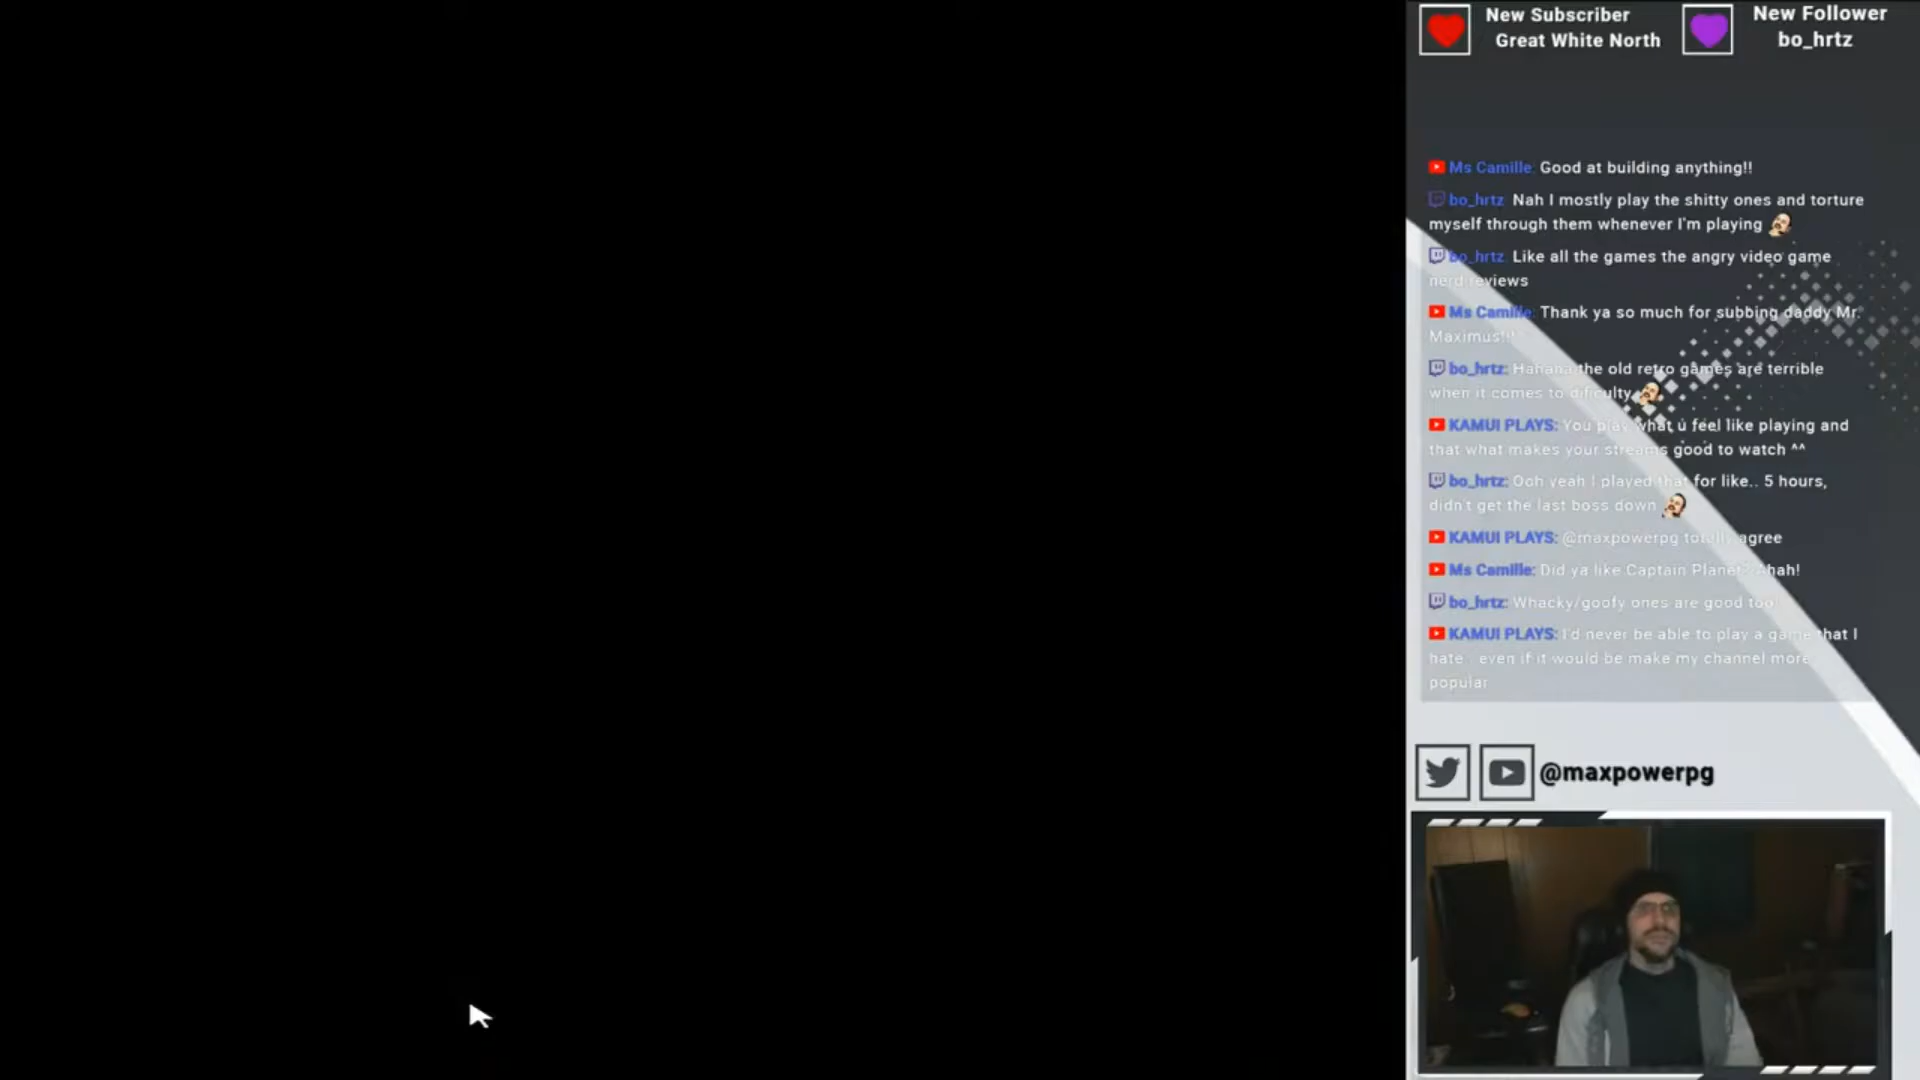 New Subscriber
Great White North
New Follower
bo_hrtz
Ms Camille: Good at building anything!!
bo_hrtz: Nah I mostly play the shitty ones and torture
myself through them whenever I'm playing
bo_hrtz: Like all the games the angry video game
nerd reviews
Ms Camille: Thank ya so much for subbing daddy Mr.
Maximus!!!
bo_hrtz: Hahaha the old retro games are terrible
when it comes to dificulty
KAMUI PLAYS: You play what u feel like playing and
that what makes your streams good to watch ^^
bo_hrtz: Ooh yeah I played that for like.. 5 hours,
didn't get the last boss down
KAMUI PLAYS: @maxpowerpg totally agree
Ms Camille: Did ya like Captain Planet? Ahah!
bo_hrtz: Whacky/goofy ones are good too
KAMUI PLAYS: I'd never be able to play a game that I
hate.. even if it would be make my channel more
popular
@maxpowerpg